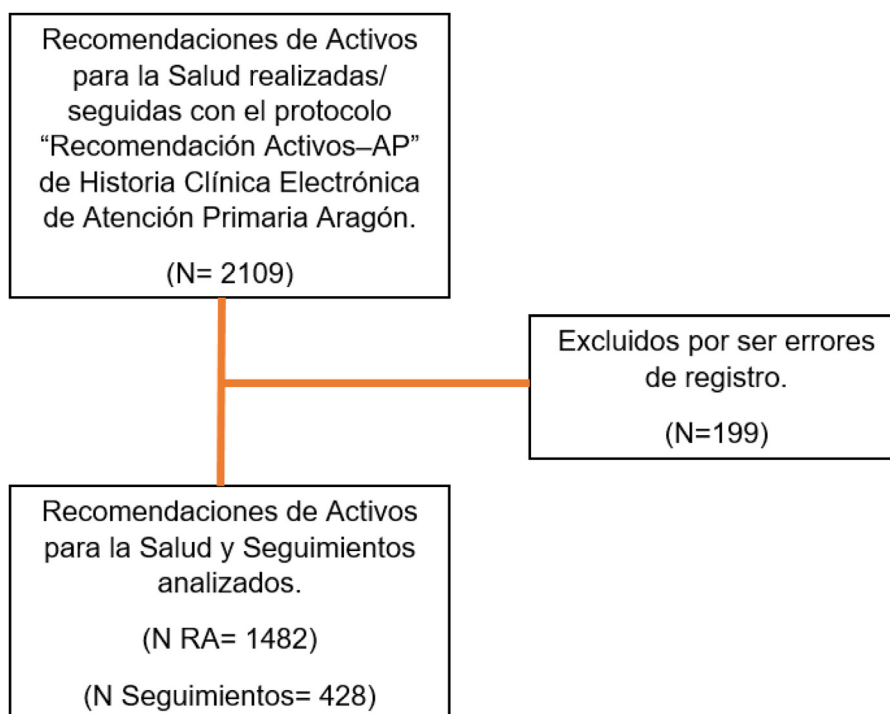 Recomendaciones de Activos
para la Salud realizadas/
seguidas con el protocolo
“Recomendación Activos–AP”
de Historia Clínica Electrónica
de Atención Primaria Aragón.
(N= 2109)
Excluidos por ser errores
de registro.
(N=199)
Recomendaciones de Activos
para la Salud y Seguimientos
analizados.
(N RA= 1482)
(N Seguimientos= 428)